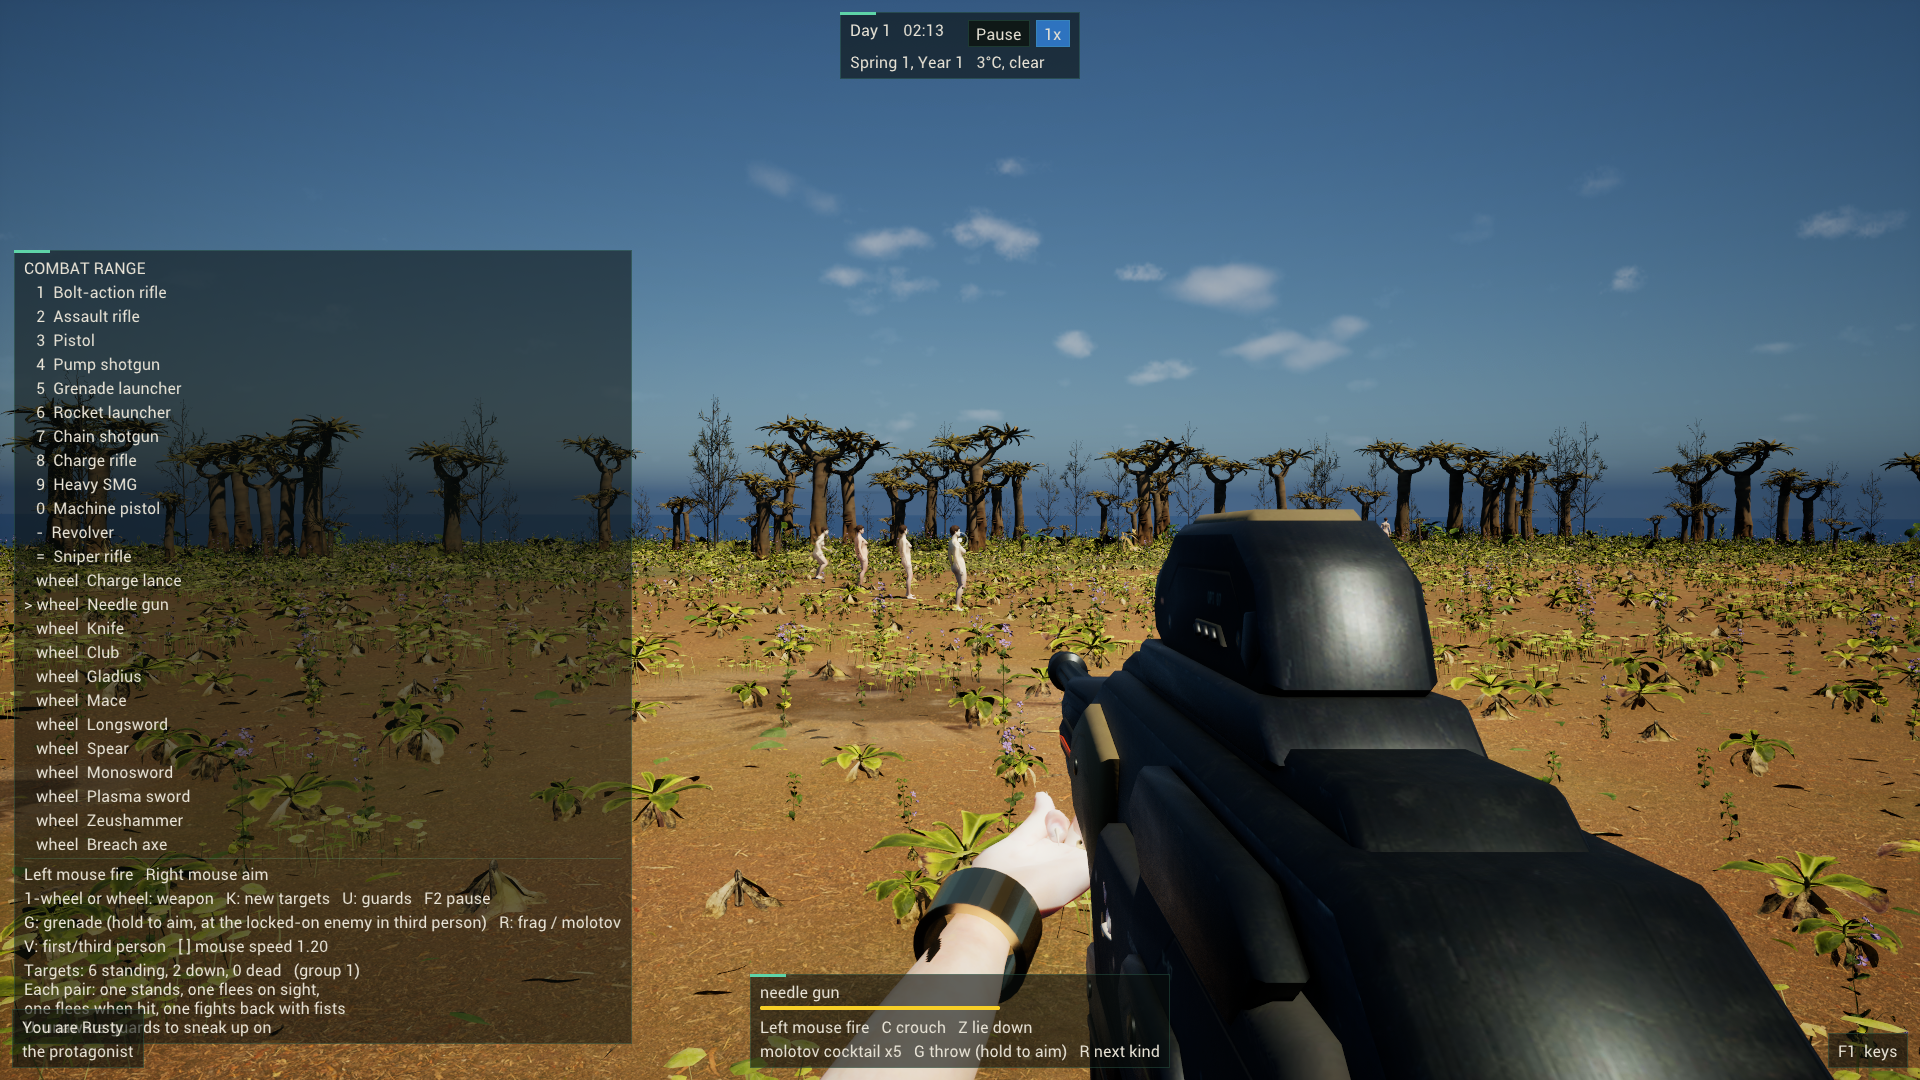 Day 1 02:13 Pause 1x
Spring 1, Year 1 3°C, clear
COMBAT RANGE
1 Bolt-action rifle
2 Assault rifle
3 Pistol
4 Pump shotgun
5 Grenade launcher
6 Rocket launcher
7 Chain shotgun
8 Charge rifle
9 Heavy SMG
0 Machine pistol
- Revolver
= Sniper rifle
wheel Charge lance
> wheel Needle gun
wheel Knife
wheel Club
wheel Gladius
wheel Mace
wheel Longsword
wheel Spear
wheel Monosword
wheel Plasma sword
wheel Zeushammer
wheel Breach axe
Left mouse fire Right mouse aim
1-wheel or wheel: weapon K: new targets U: guards F2 pause
G: grenade (hold to aim, at the locked-on enemy in third person) R: frag / molotov
V: first/third person [ ] mouse speed 1.20
Targets: 6 standing, 2 down, 0 dead (group 1)
Each pair: one stands, one flees on sight,
one flees when hit, one fights back with fists
to sneak up on
You are Rusty
the protagonist
needle gun
Left mouse fire C crouch Z lie down
molotov cocktail x5 G throw (hold to aim) R next kind
F1 keys